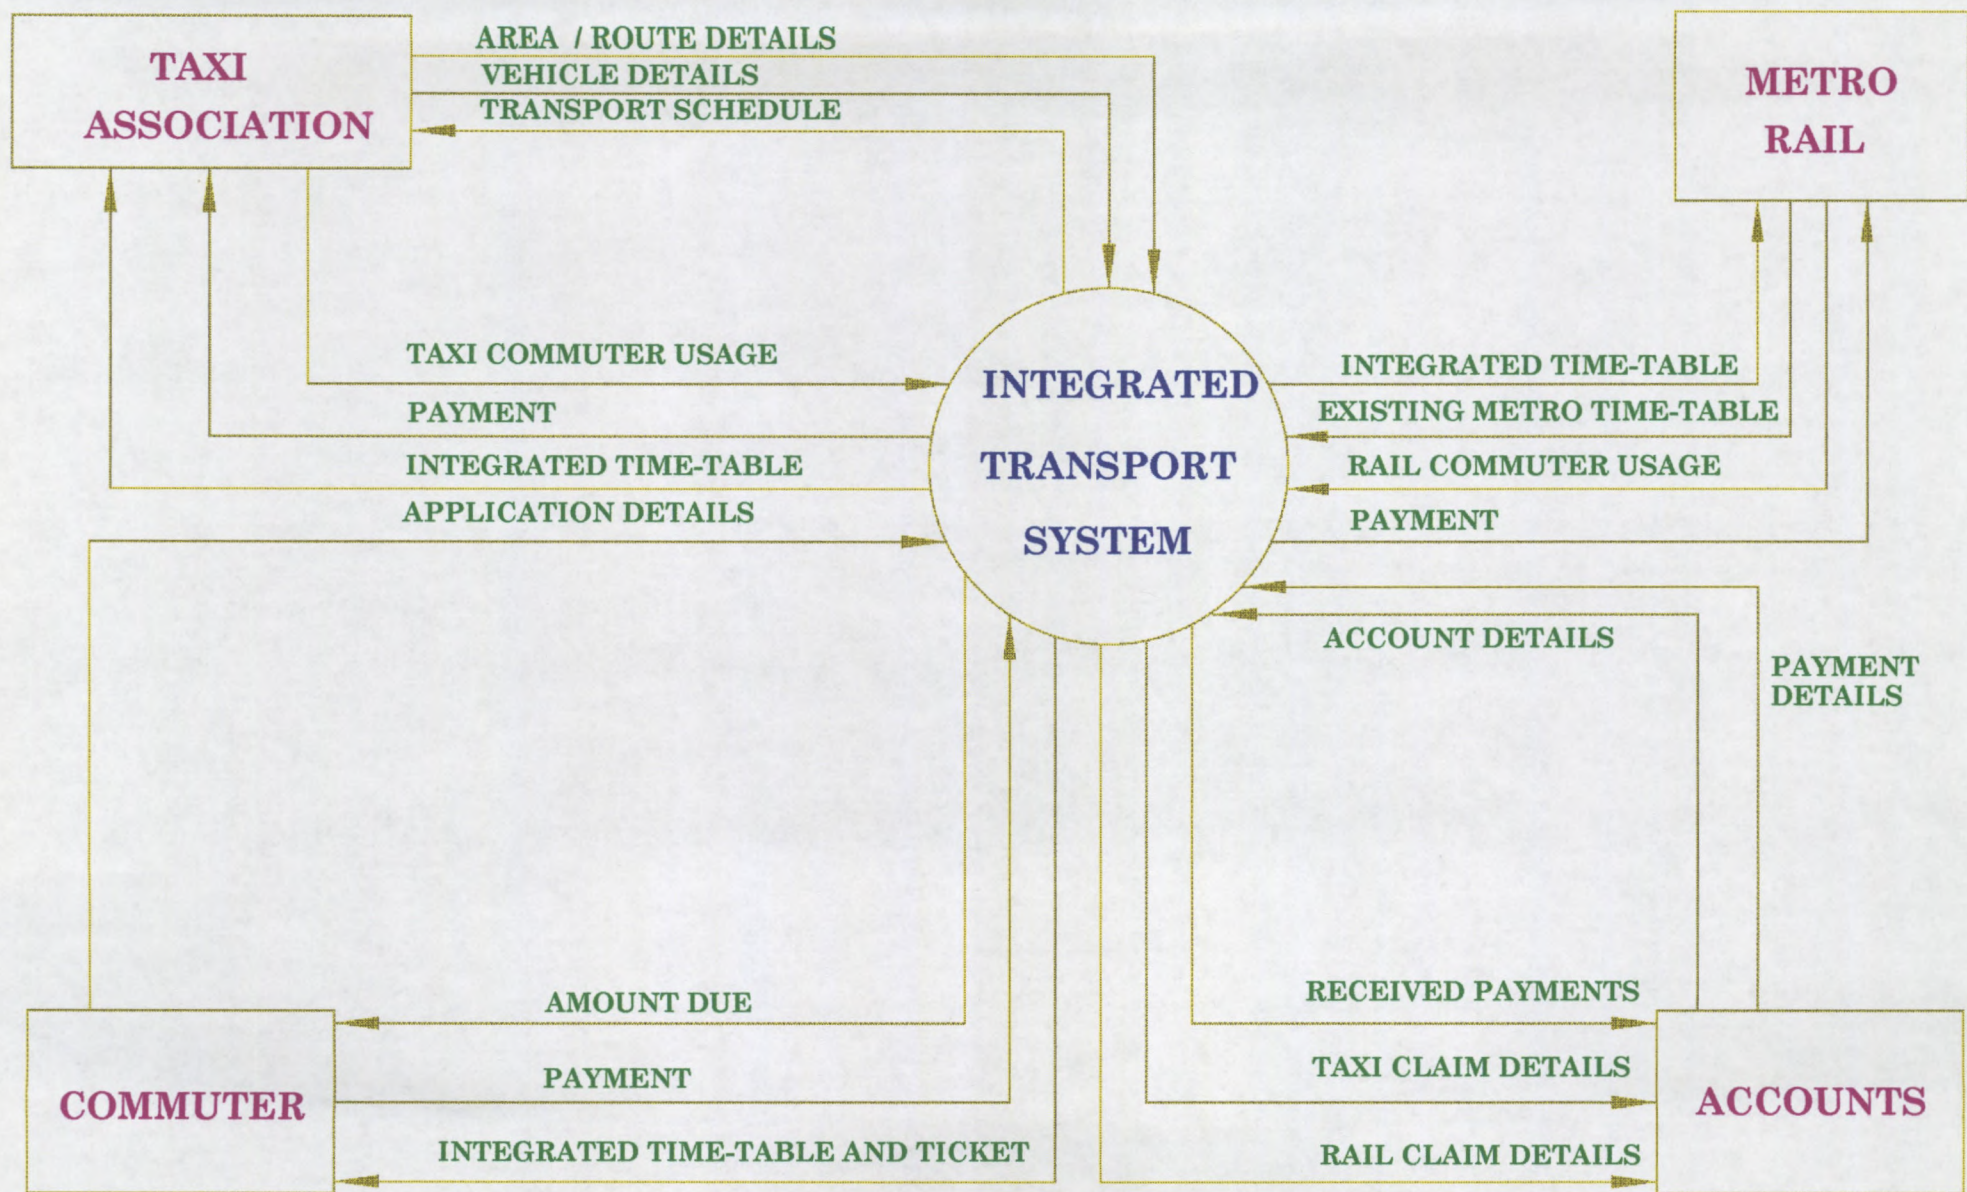 TAXI
ASSOCIATION
AREA / ROUTE DETAILS
VEHICLE DETAILS
TRANSPORT SCHEDULE
METRO
RAIL
TAXI COMMUTER USAGE
PAYMENT
INTEGRATED TIME-TABLE
APPLICATION DETAILS
INTEGRATED
TRANSPORT
SYSTEM
INTEGRATED TIME-TABLE
EXISTING METRO TIME-TABLE
RAIL COMMUTER USAGE
PAYMENT
ACCOUNT DETAILS
PAYMENT
DETAILS
COMMUTER
AMOUNT DUE
PAYMENT
INTEGRATED TIME-TABLE AND TICKET
RECEIVED PAYMENTS
TAXI CLAIM DETAILS
RAIL CLAIM DETAILS
ACCOUNTS